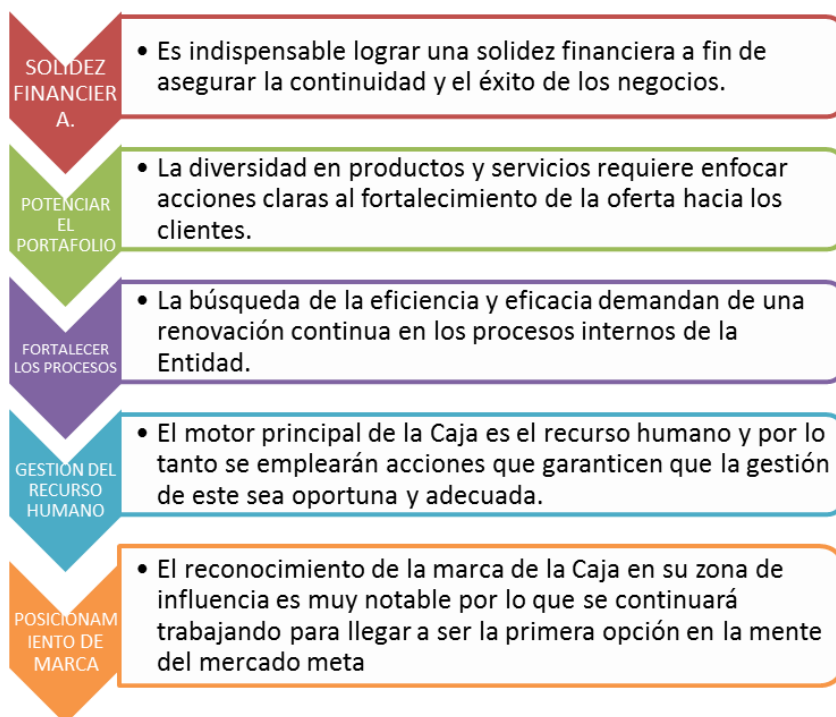 SOLIDEZ
FINANCIER
A.
• Es indispensable lograr una solidez financiera a fin de
asegurar la continuidad y el éxito de los negocios.
POTENCIAR
EL
PORTAFOLIO
• La diversidad en productos y servicios requiere enfocar
acciones claras al fortalecimiento de la oferta hacia los
clientes.
FORTALECER
LOS PROCESOS
• La búsqueda de la eficiencia y eficacia demandan de una
renovación continua en los procesos internos de la
Entidad.
GESTIÓN DEL
RECURSO
HUMANO
• El motor principal de la Caja es el recurso humano y por lo
tanto se emplearán acciones que garanticen que la gestión
de este sea oportuna y adecuada.
POSICIONAM
IENTO DE
MARCA
• El reconocimiento de la marca de la Caja en su zona de
influencia es muy notable por lo que se continuará
trabajando para llegar a ser la primera opción en la mente
del mercado meta